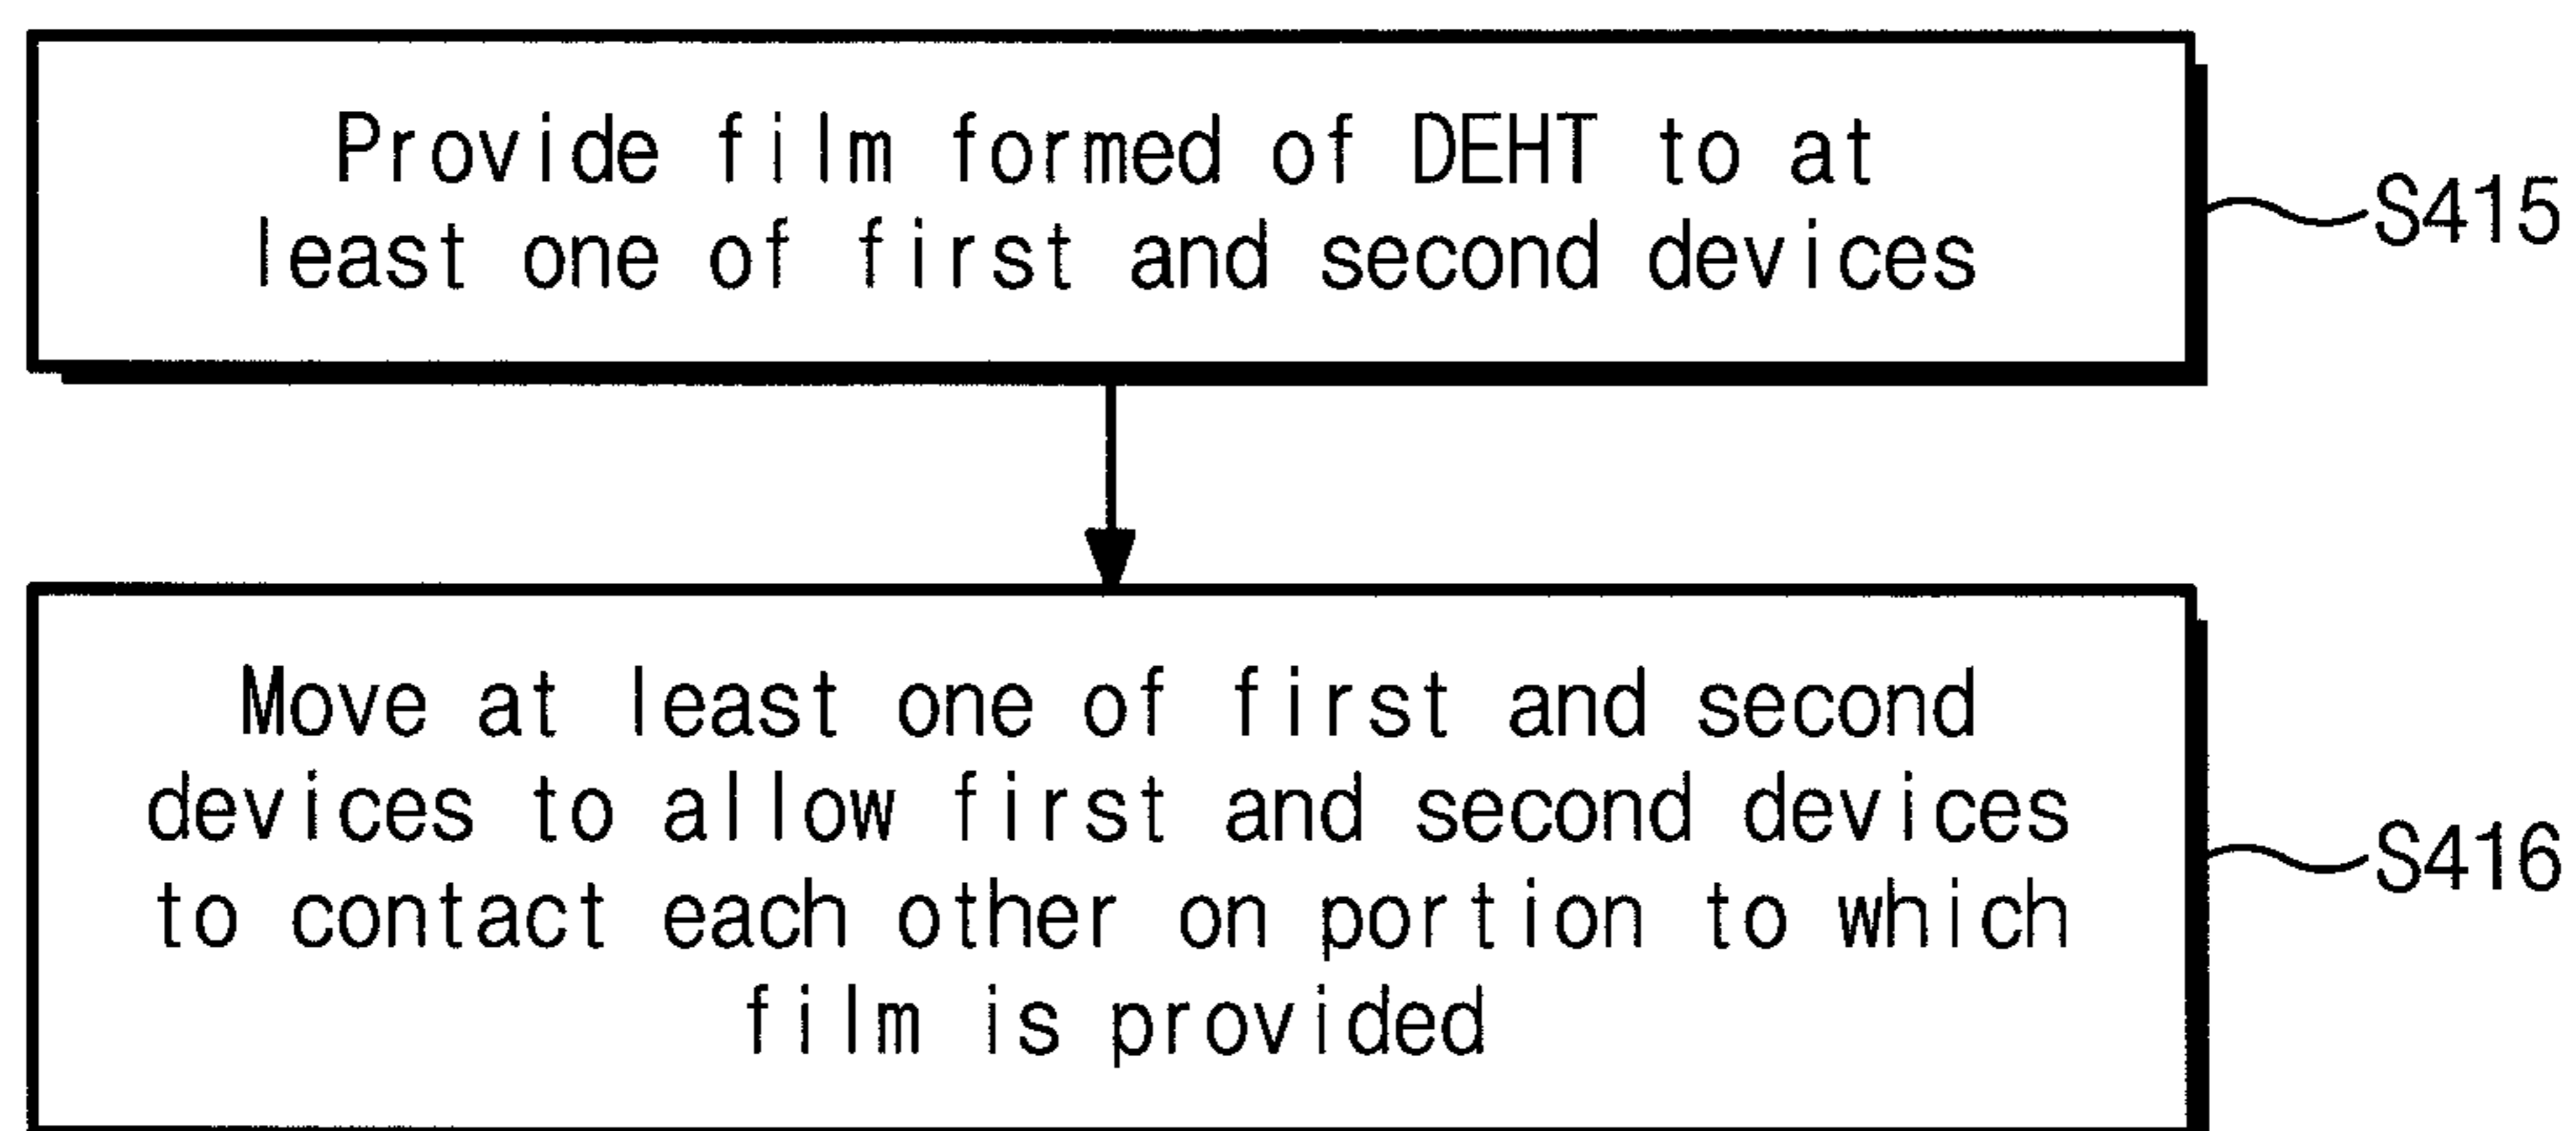 Provide film formed of DEHT to at
least one of first and second devices
S415
Move at least one of first and second
devices to allow first and second devices
to contact each other on portion to which
film is provided
S416